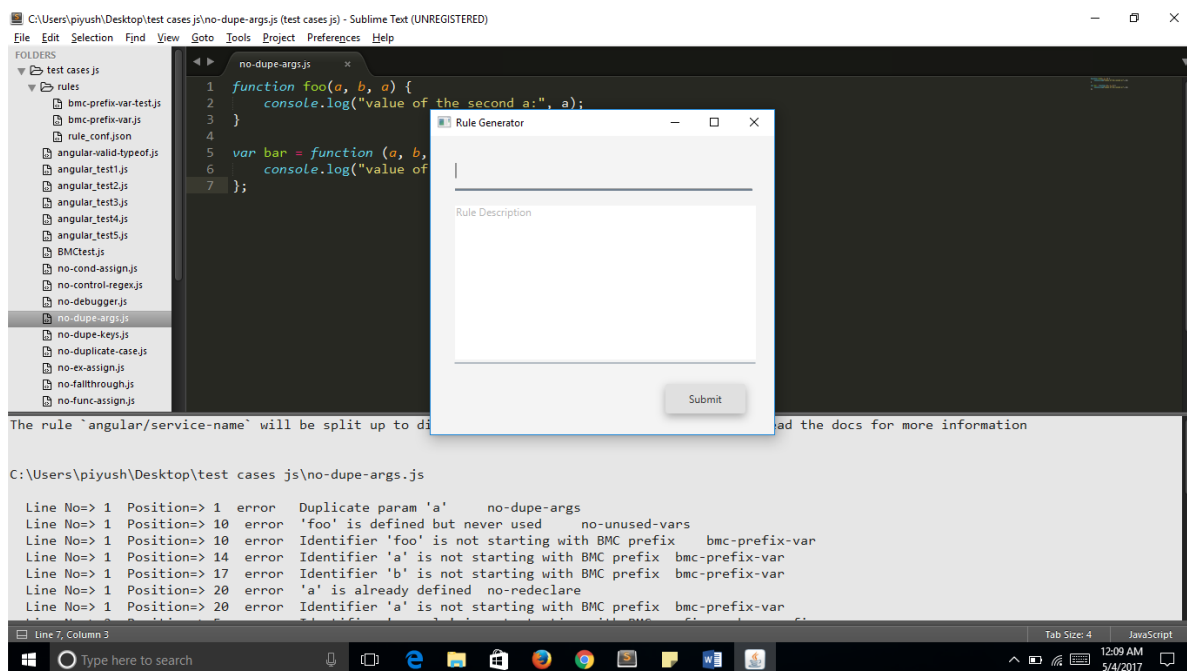 C:\Users\piyush\Desktop\test cases js\no-dupe-args.js (test cases js) - Sublime Text (UNREGISTERED)
File Edit Selection Find View Goto Tools Project Preferences Help
FOLDERS
test cases js
rules
bmc-prefix-var-test.js
bmc-prefix-var.js
rule_conf.json
angular-valid-typeof.js
angular_test1.js
angular_test2.js
angular_test3.js
angular_test4.js
angular_test5.js
BMCtest.js
no-cond-assign.js
no-control-regex.js
no-debugger.js
no-dupe-args.js
no-dupe-keys.js
no-duplicate-case.js
no-ex-assign.js
no-fallthrough.js
no-func-assign.js
no-dupe-args.js
1 function foo(a, b, a) {
2 console.log("value of the second a:", a);
3 }
4
5 var bar = function (a, b,
6 console.log("value of
7 };
Rule Generator
Rule Description
Submit
The rule `angular/service-name` will be split up to di ad the docs for more information
C:\Users\piyush\Desktop\test cases js\no-dupe-args.js
Line No=> 1 Position=> 1 error Duplicate param 'a' no-dupe-args
Line No=> 1 Position=> 10 error 'foo' is defined but never used no-unused-vars
Line No=> 1 Position=> 10 error Identifier 'foo' is not starting with BMC prefix bmc-prefix-var
Line No=> 1 Position=> 14 error Identifier 'a' is not starting with BMC prefix bmc-prefix-var
Line No=> 1 Position=> 17 error Identifier 'b' is not starting with BMC prefix bmc-prefix-var
Line No=> 1 Position=> 20 error 'a' is already defined no-redeclare
Line No=> 1 Position=> 20 error Identifier 'a' is not starting with BMC prefix bmc-prefix-var
Line 7, Column 3
Tab Size: 4 JavaScript
Type here to search
12:09 AM
5/4/2017